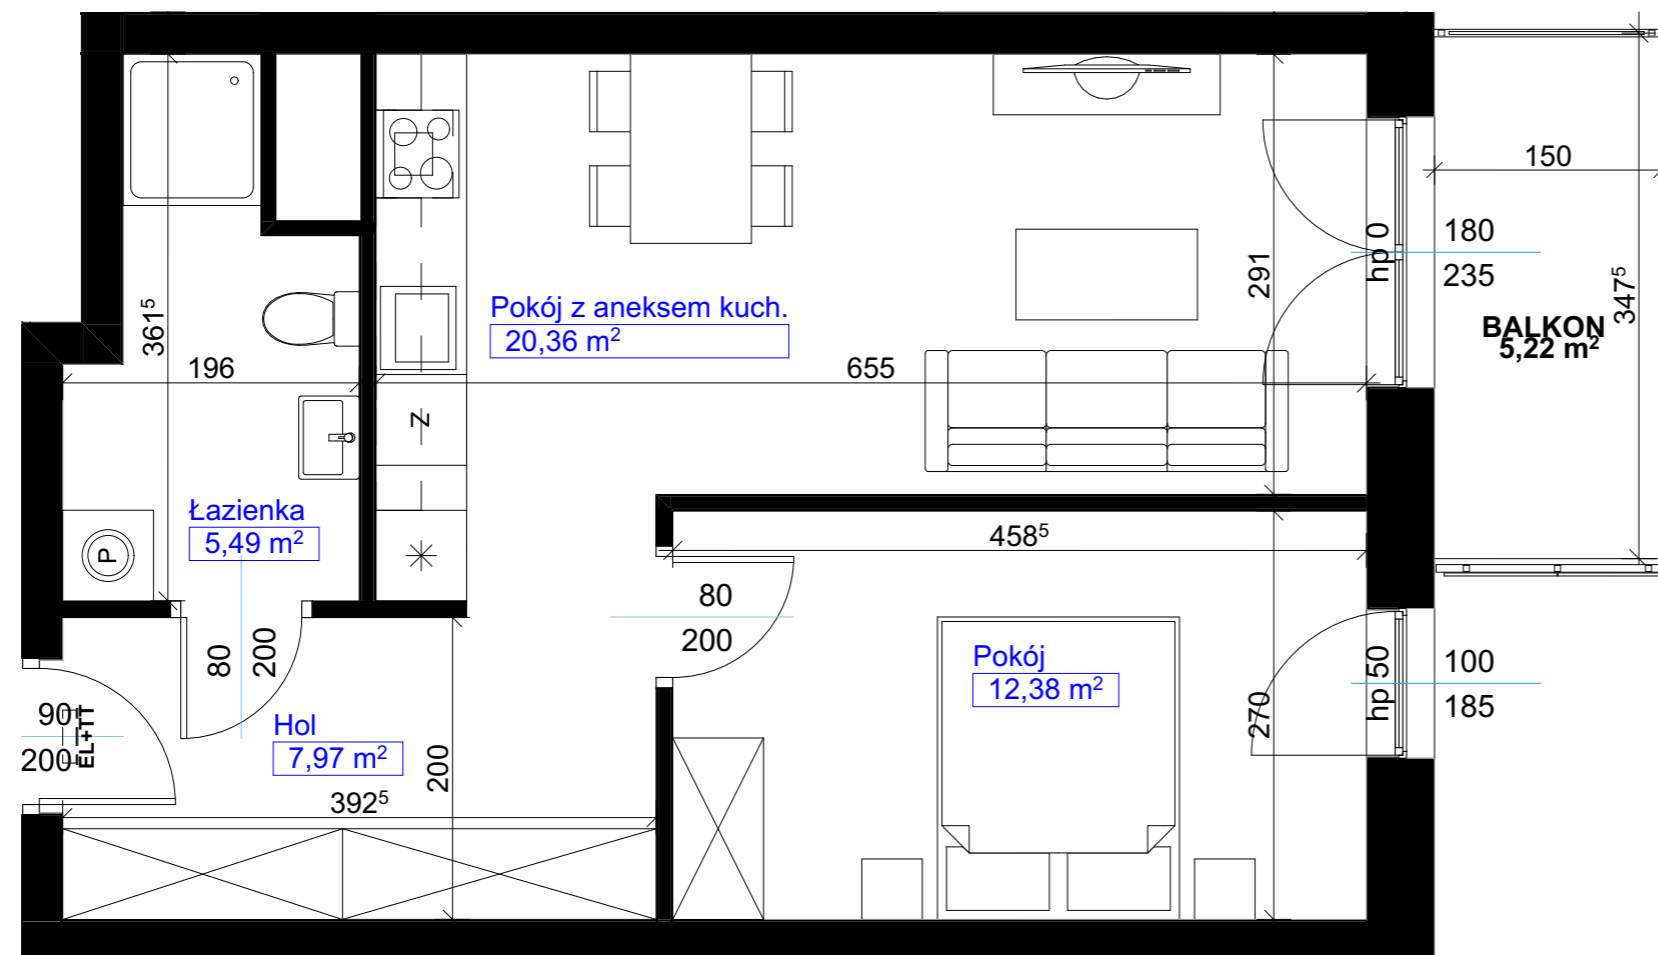 150
180
235
hp 0
291
347⁵
BALKON
5,22 m²
Pokój z aneksem kuch.
20,36 m²
361⁵
196
655
Z
Łazienka
5,49 m²
P
458⁵
80
200
80
200
Pokój
12,38 m²
hp 50
100
185
270
90
200
EL+TT
Hol
7,97 m²
200
392⁵